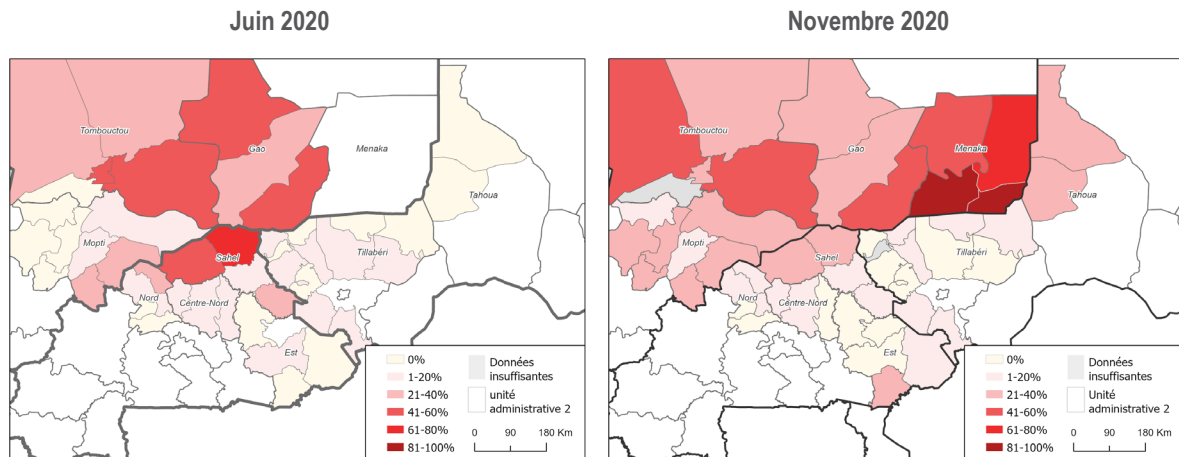 Juin 2020
Tombouctou
Gao
Menaka
Tahoua
Mopti
Sahel
Tillabéri
Nord
Centre-Nord
Est
0%
1-20%
21-40%
41-60%
61-80%
81-100%
Données
insuffisantes
unité
administrative 2
0 90 180 Km
Novembre 2020
Tombouctou
Gao
Menaka
Tahoua
Mopti
Sahel
Tillabéri
Nord
Centre-Nord
Est
0%
1-20%
21-40%
41-60%
61-80%
81-100%
Données
insuffisantes
Unité
administrative 2
0 90 180 Km